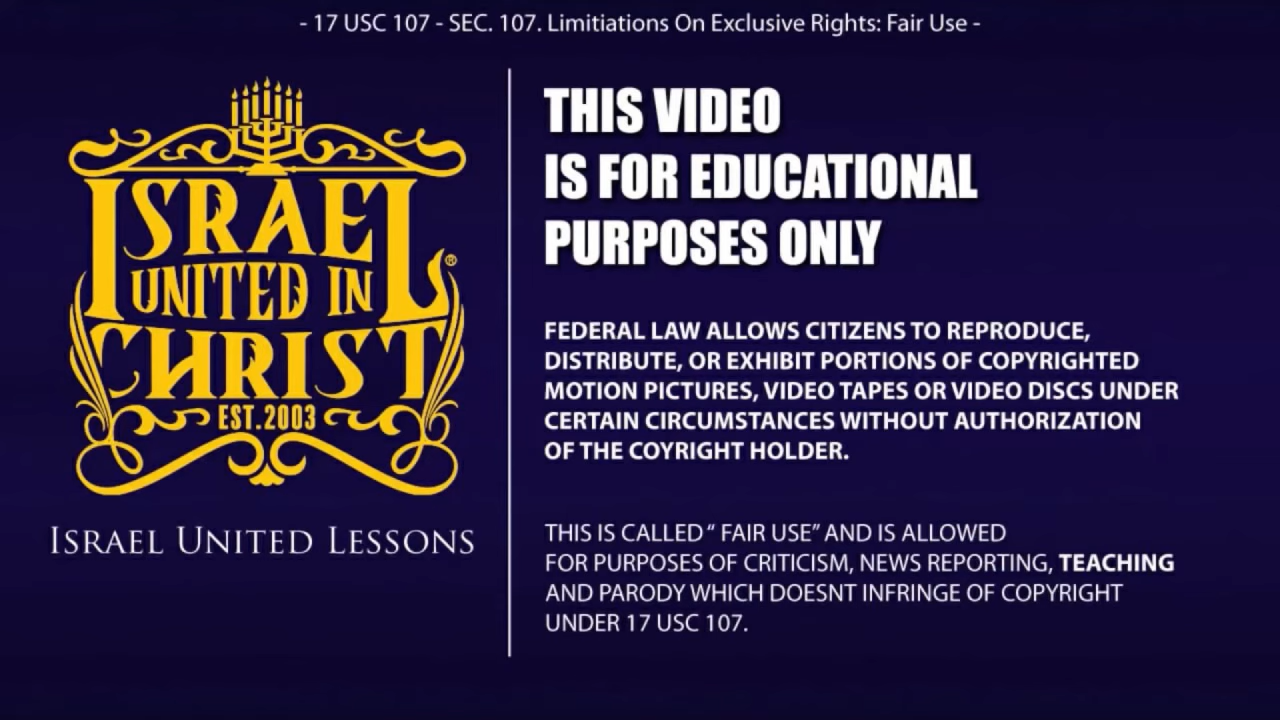 - 17 USC 107 - SEC. 107. Limitiations On Exclusive Rights: Fair Use -
ISRAEL
UNITED IN
CHRIST
®
EST.2003
ISRAEL UNITED LESSONS
THIS VIDEO
IS FOR EDUCATIONAL
PURPOSES ONLY
FEDERAL LAW ALLOWS CITIZENS TO REPRODUCE,
DISTRIBUTE, OR EXHIBIT PORTIONS OF COPYRIGHTED
MOTION PICTURES, VIDEO TAPES OR VIDEO DISCS UNDER
CERTAIN CIRCUMSTANCES WITHOUT AUTHORIZATION
OF THE COYRIGHT HOLDER.
THIS IS CALLED “ FAIR USE” AND IS ALLOWED
FOR PURPOSES OF CRITICISM, NEWS REPORTING, TEACHING
AND PARODY WHICH DOESNT INFRINGE OF COPYRIGHT
UNDER 17 USC 107.